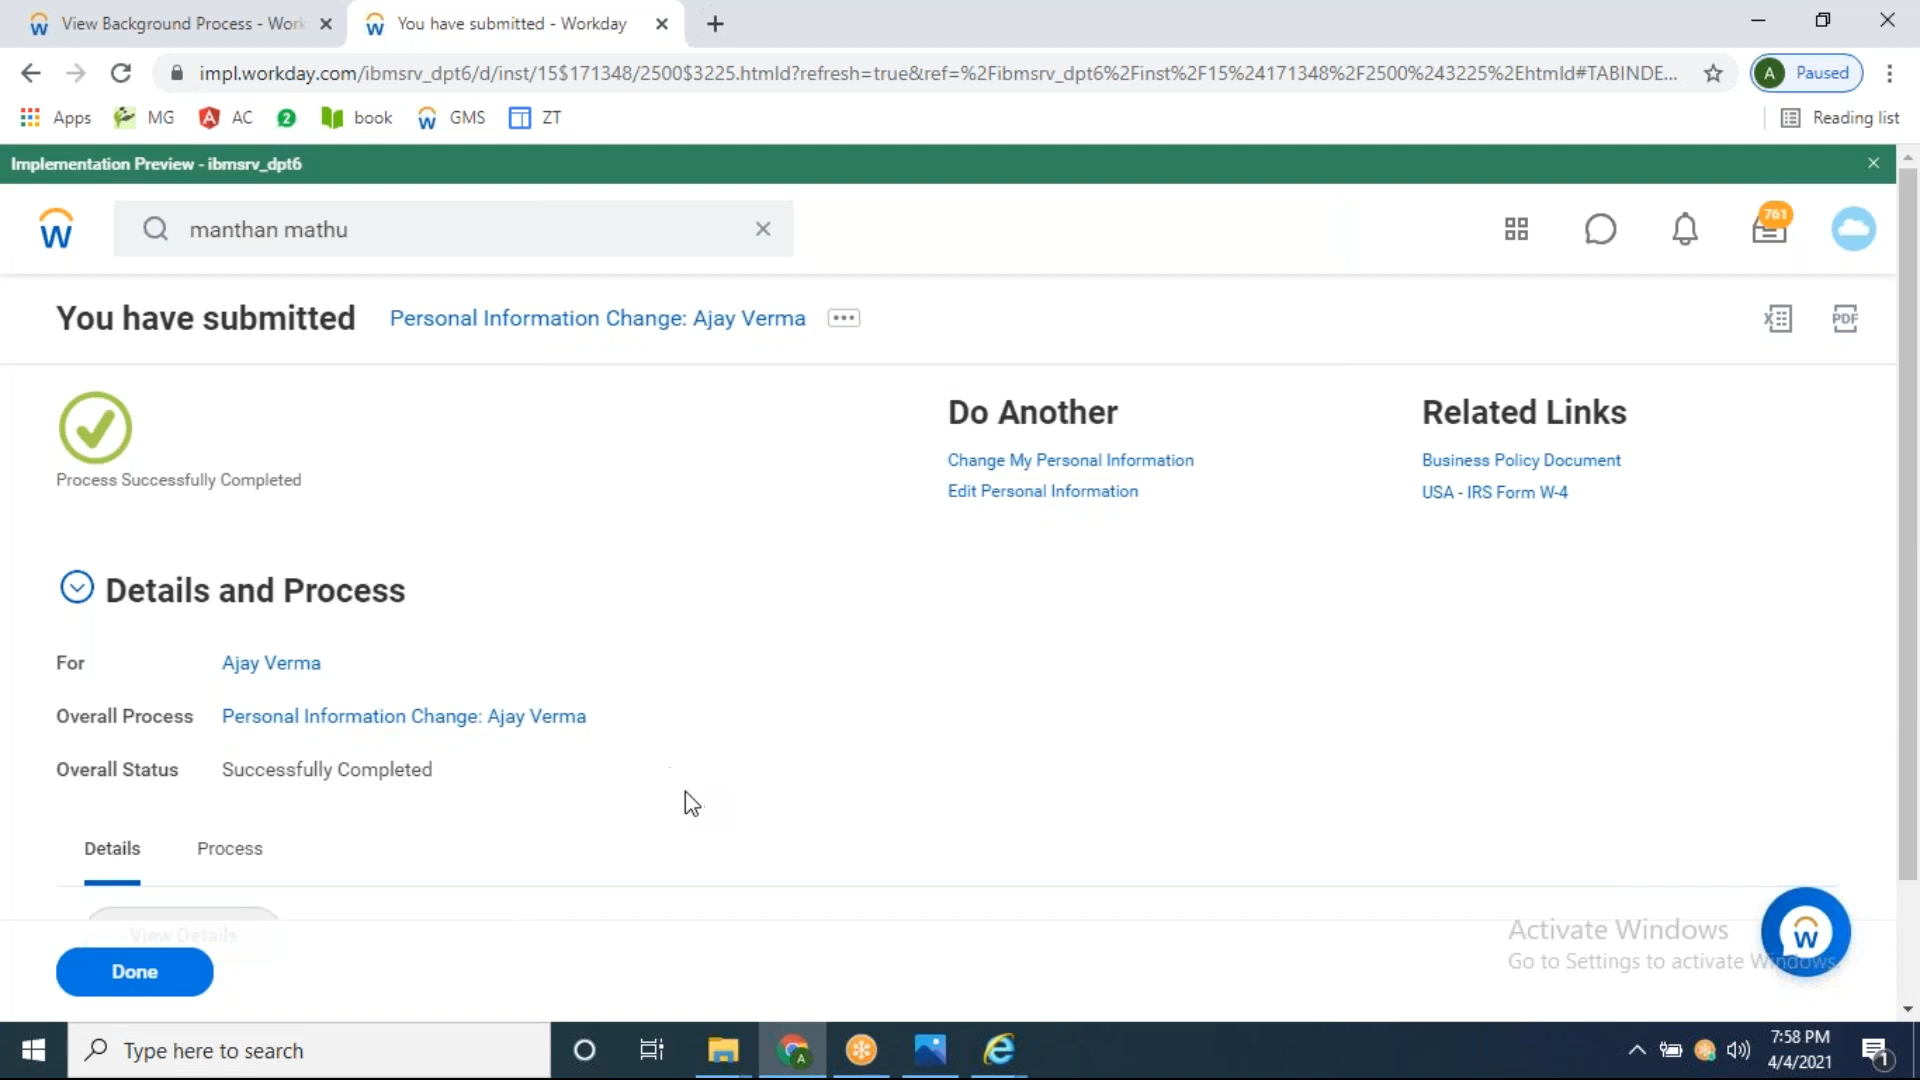 View Background Process - Work
You have submitted - Workday
impl.workday.com/ibmsrv_dpt6/d/inst/15$171348/2500$3225.htmld?refresh=true&ref=%2Fibmsrv_dpt6%2Finst%2F15%24171348%2F2500%243225%2Ehtmld#TABINDE...
A Paused
Apps MG AC 2 book GMS ZT
Reading list
Implementation Preview - ibmsrv_dpt6
manthan mathu
761
You have submitted Personal Information Change: Ajay Verma
PDF
Process Successfully Completed
Do Another
Change My Personal Information
Edit Personal Information
Related Links
Business Policy Document
USA - IRS Form W-4
Details and Process
For Ajay Verma
Overall Process Personal Information Change: Ajay Verma
Overall Status Successfully Completed
Details Process
View Details
Done
Activate Windows
Go to Settings to activate Windows.
Type here to search
7:58 PM
4/4/2021
1